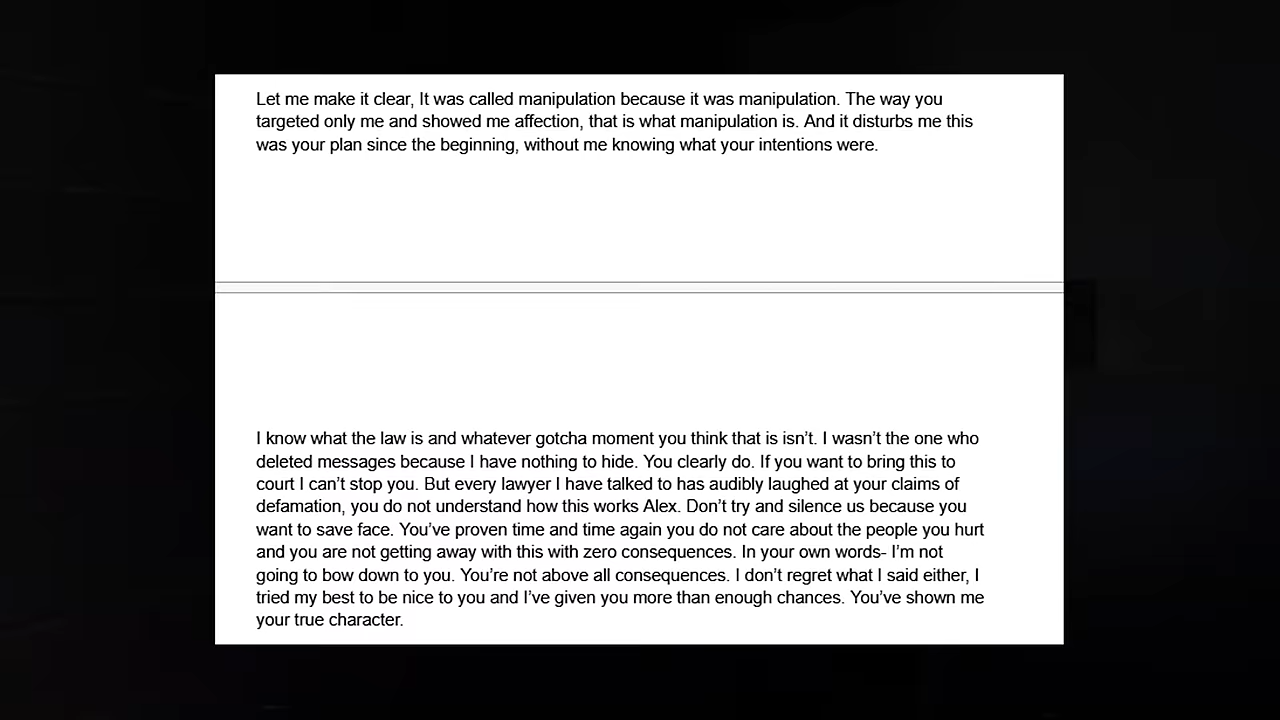 Let me make it clear, It was called manipulation because it was manipulation. The way you
targeted only me and showed me affection, that is what manipulation is. And it disturbs me this
was your plan since the beginning, without me knowing what your intentions were.
I know what the law is and whatever gotcha moment you think that is isn’t. I wasn’t the one who
deleted messages because I have nothing to hide. You clearly do. If you want to bring this to
court I can’t stop you. But every lawyer I have talked to has audibly laughed at your claims of
defamation, you do not understand how this works Alex. Don’t try and silence us because you
want to save face. You’ve proven time and time again you do not care about the people you hurt
and you are not getting away with this with zero consequences. In your own words- I’m not
going to bow down to you. You’re not above all consequences. I don’t regret what I said either, I
tried my best to be nice to you and I’ve given you more than enough chances. You’ve shown me
your true character.